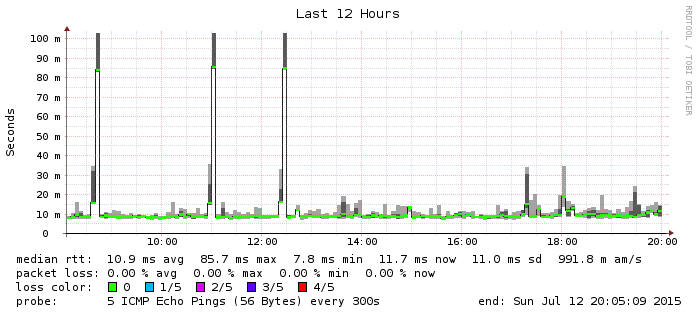 Last 12 Hours
RRDTOOL / TOBI OETIKER
Seconds
100 m
90 m
80 m
70 m
60 m
50 m
40 m
30 m
20 m
10 m
0
10:00 12:00 14:00 16:00 18:00 20:00
median rtt: 10.9 ms avg 85.7 ms max 7.8 ms min 11.7 ms now 11.0 ms sd 991.8 m am/s
packet loss: 0.00 % avg 0.00 % max 0.00 % min 0.00 % now
loss color: 0 1/5 2/5 3/5 4/5
probe: 5 ICMP Echo Pings (56 Bytes) every 300s end: Sun Jul 12 20:05:09 2015